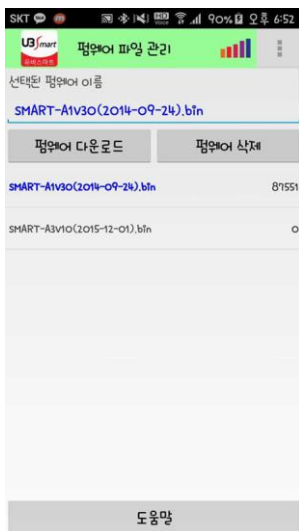 SKT 90% 오후 6:52
UBSmart 유비스마트 펌웨어 파일 관리
선택된 펌웨어 이름
SMART-A1V30(2014-09-24).bin
펌웨어 다운로드 펌웨어 삭제
SMART-A1V30(2014-09-24).bin 87551
SMART-A3V10(2015-12-01).bin 0
도움말